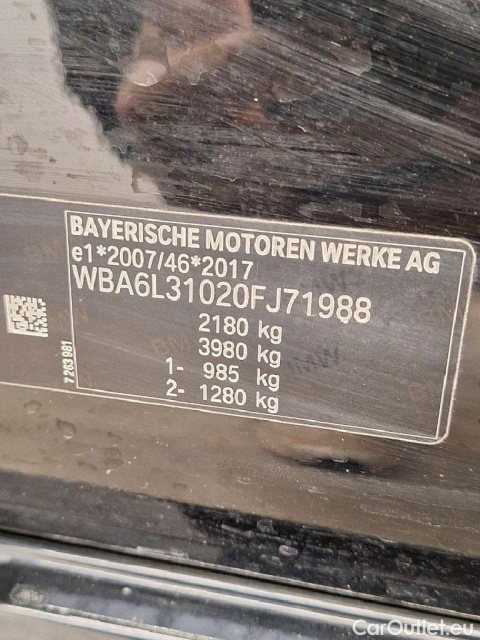 BAYERISCHE MOTOREN WERKE AG
e1*2007/46*2017
WBA6L31020FJ71988
2180 kg
3980 kg
1- 985 kg
2- 1280 kg
7 263 981
CarOutlet.eu